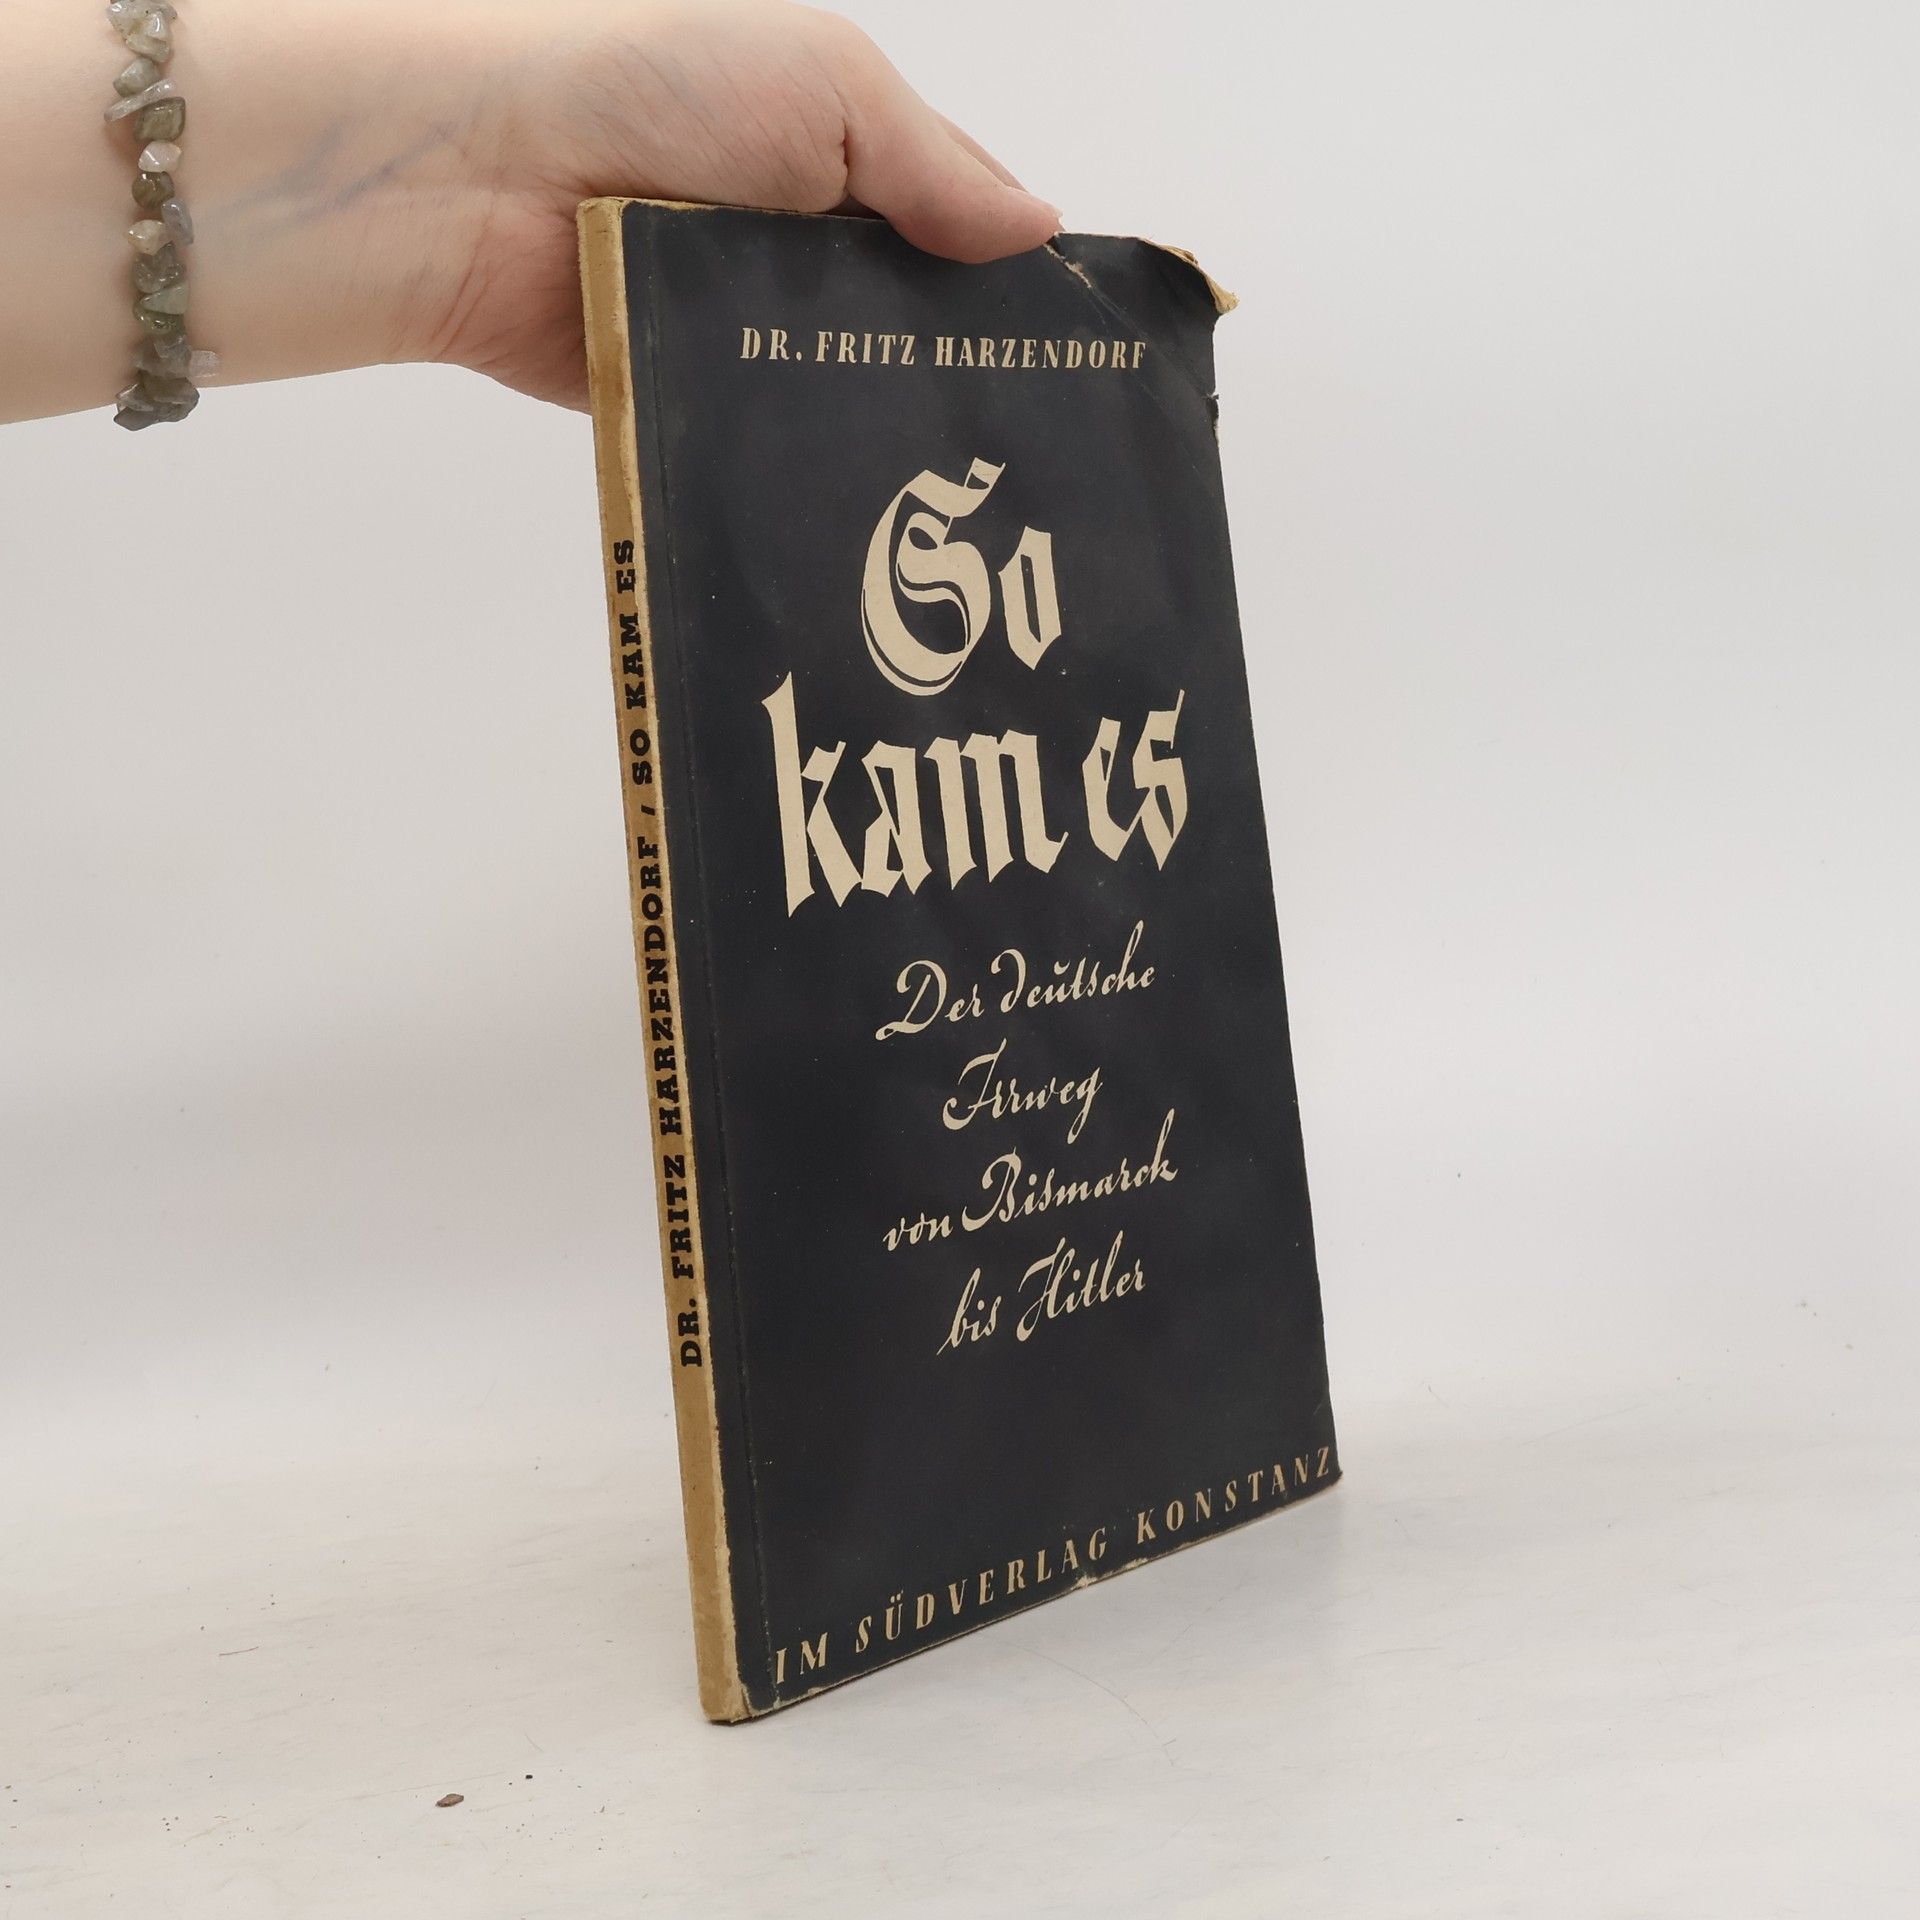 DR. FRITZ HARZENDORF / SO KAM ES
DR. FRITZ HARZENDORF
So
kam es
Der deutsche
Irrweg
von Bismarck
bis Hitler
IM SÜDVERLAG KONSTANZ